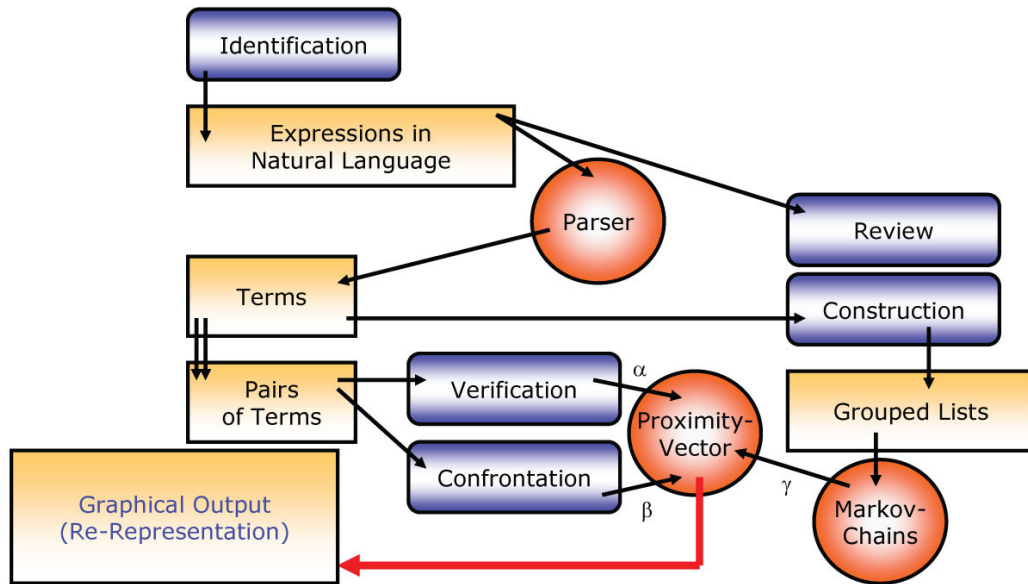 Identification
Expressions in
Natural Language
Parser
Review
Terms
Construction
Pairs
of Terms
Verification
α
Proximity-
Vector
Grouped Lists
Confrontation
β
γ
Markov-
Chains
Graphical Output
(Re-Representation)